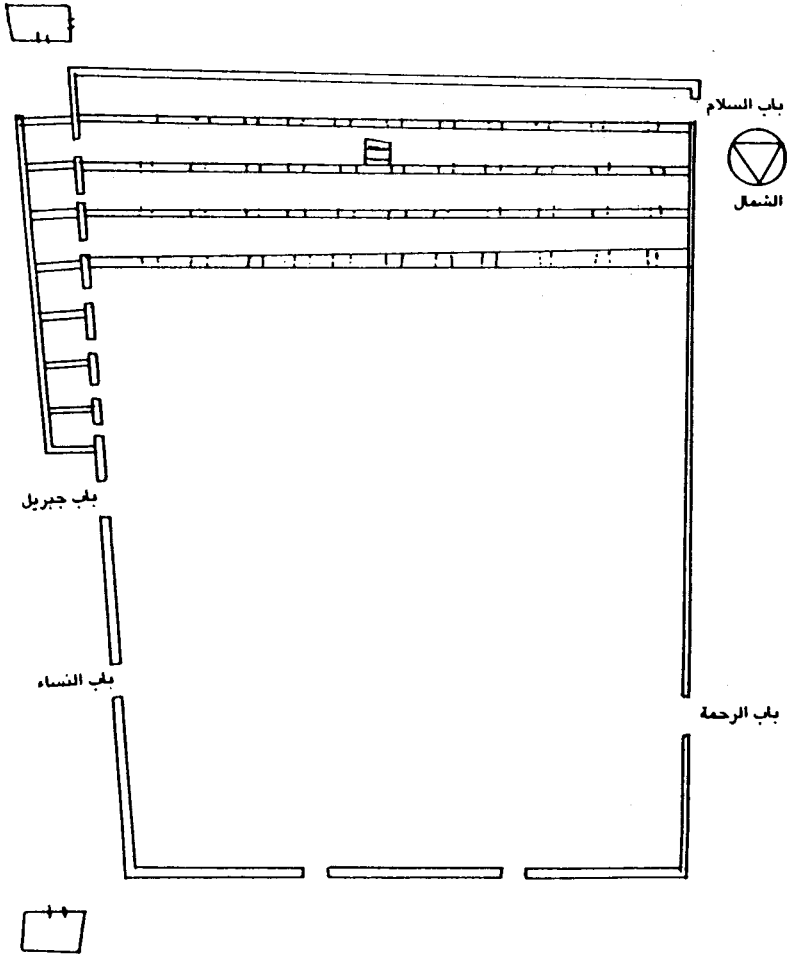 باب السلام
الشمال
باب جبريل
باب النساء
باب الرحمة